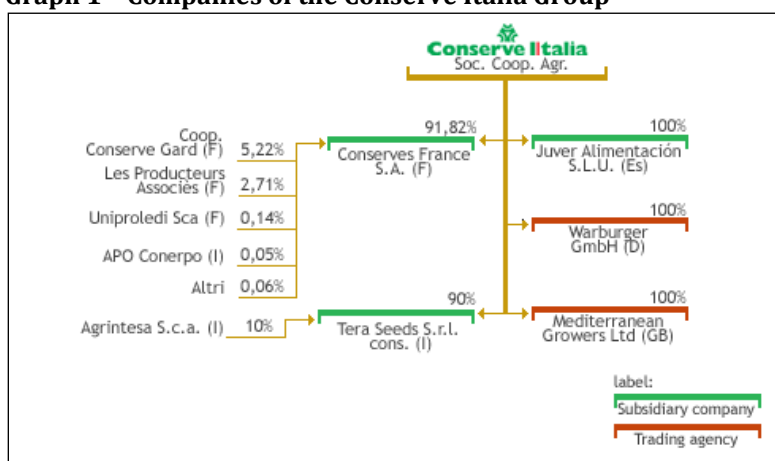 Graph 1 – Companies of the Conserve Italia Group
Conserve Italia
Soc. Coop. Agr.
Coop.
Conserve Gard (F) 5,22%
Les Producteurs
Associès (F) 2,71%
Uniproledi Sca (F) 0,14%
APO Conerpo (I) 0,05%
Altri 0,06%
91,82%
Conserves France
S.A. (F)
100%
Juver Alimentación
S.L.U. (Es)
100%
Warburger
GmbH (D)
Agrintesa S.c.a. (I) 10%
90%
Tera Seeds S.r.l.
cons. (I)
100%
Mediterranean
Growers Ltd (GB)
label:
Subsidiary company
Trading agency